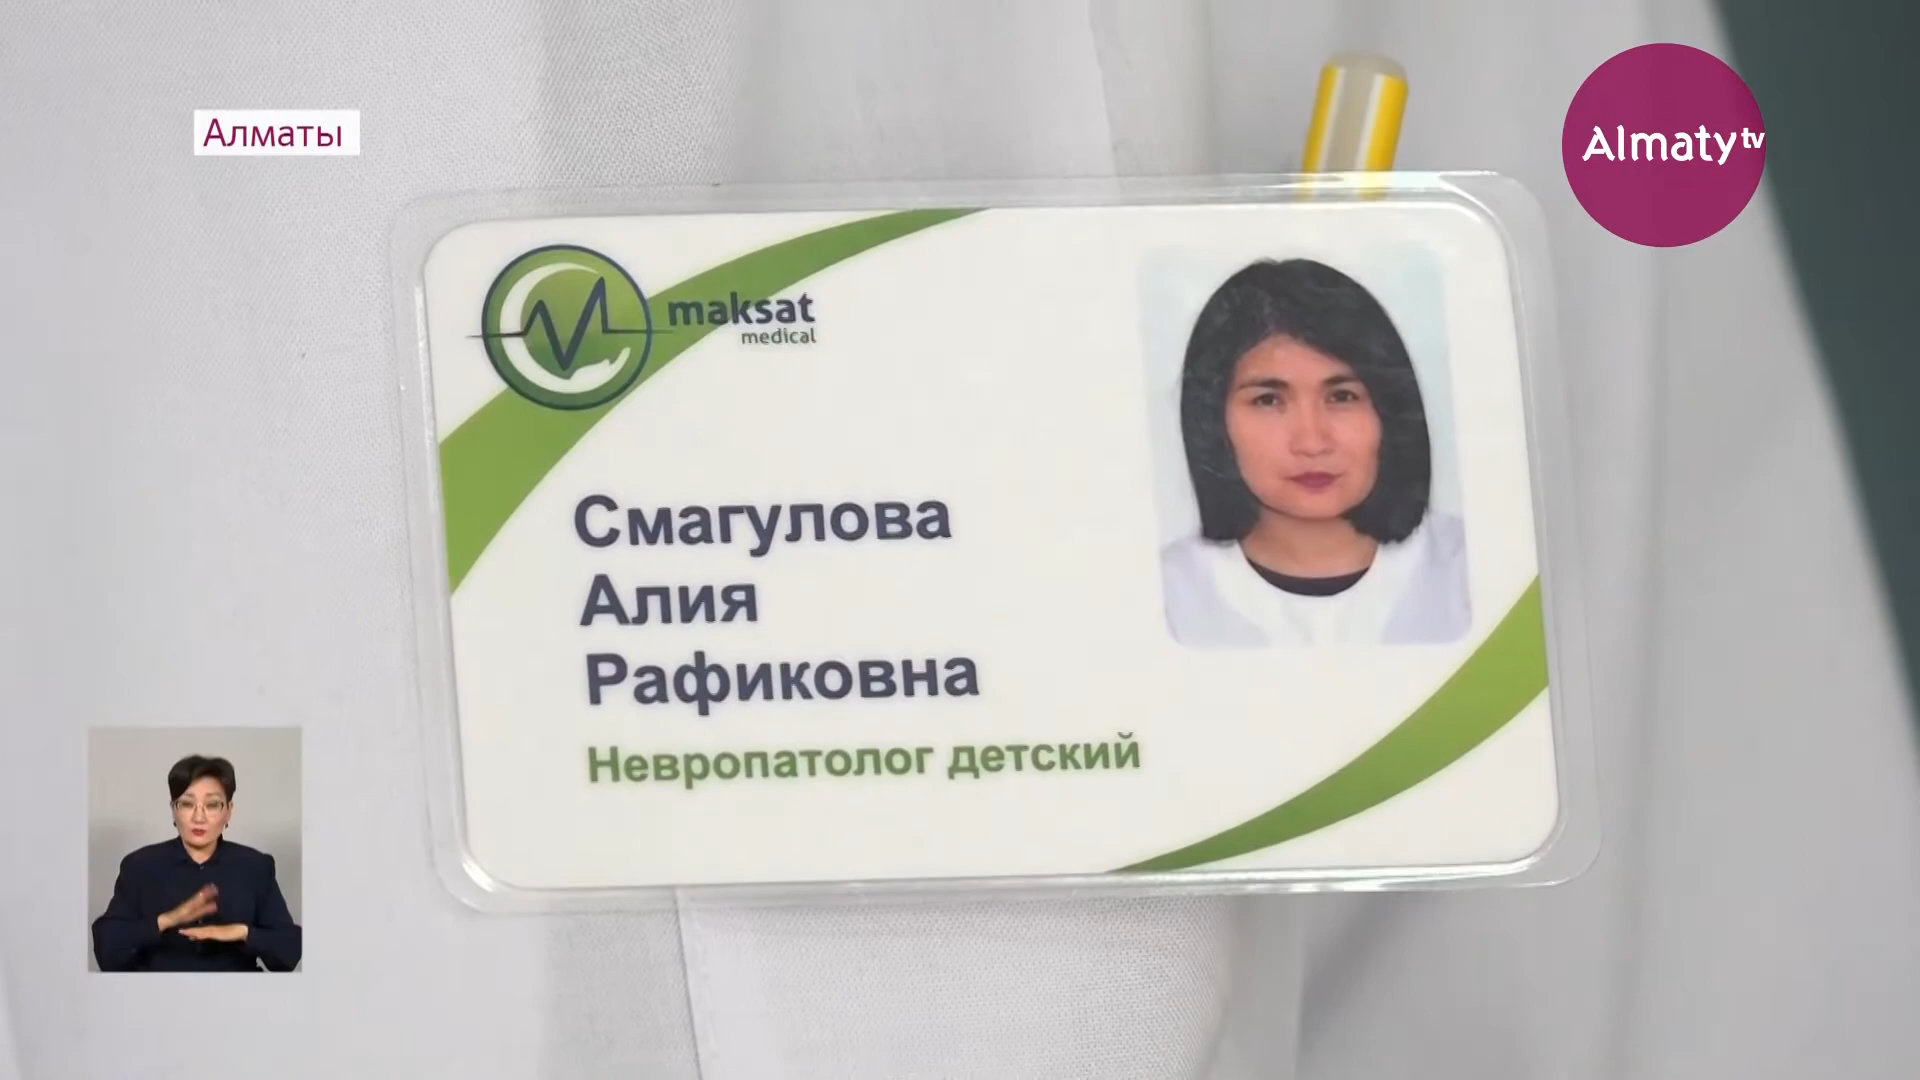 Алматы
Almaty tv
maksat
medical
Смагулова
Алия
Рафиковна
Невропатолог детский